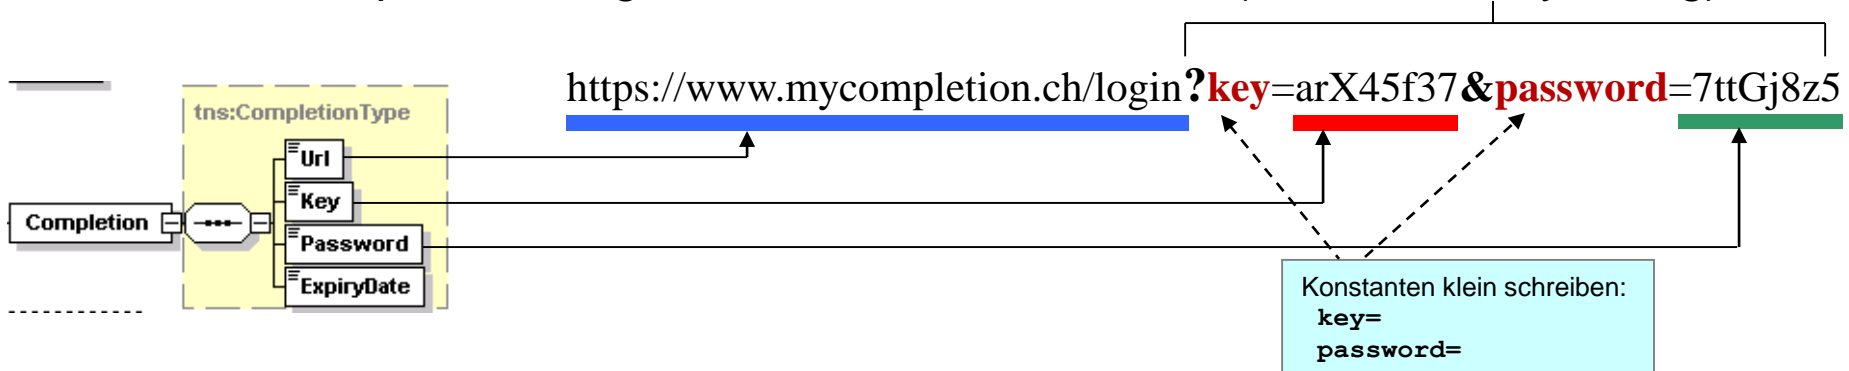 https://www.mycompletion.ch/login?key=arX45f37&password=7ttGj8z5
tns:CompletionType
Url
Key
Completion
Password
ExpiryDate
Konstanten klein schreiben:
key=
password=